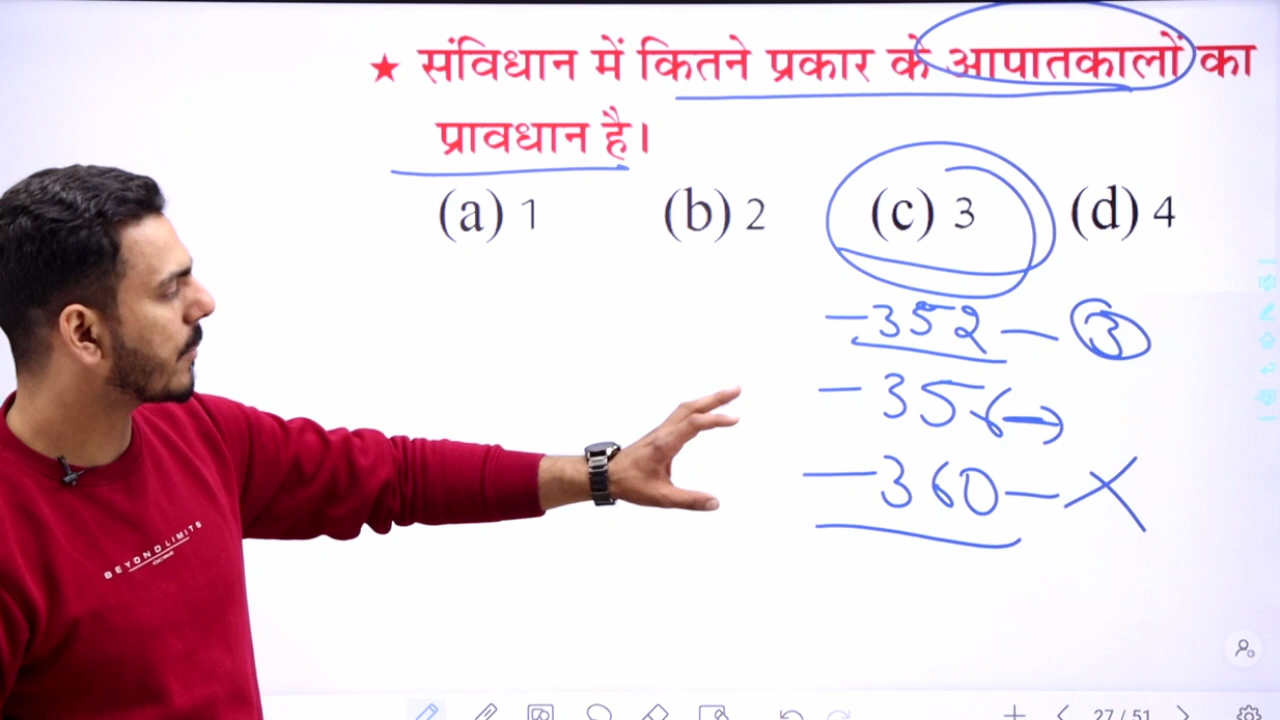 ★ संविधान में कितने प्रकार के आपातकालों का
प्रावधान है।
(a) 1 (b) 2 (c) 3 (d) 4
– 352 – 3
– 356 →
– 360 – ×
BEYOND LIMITS
27 / 51